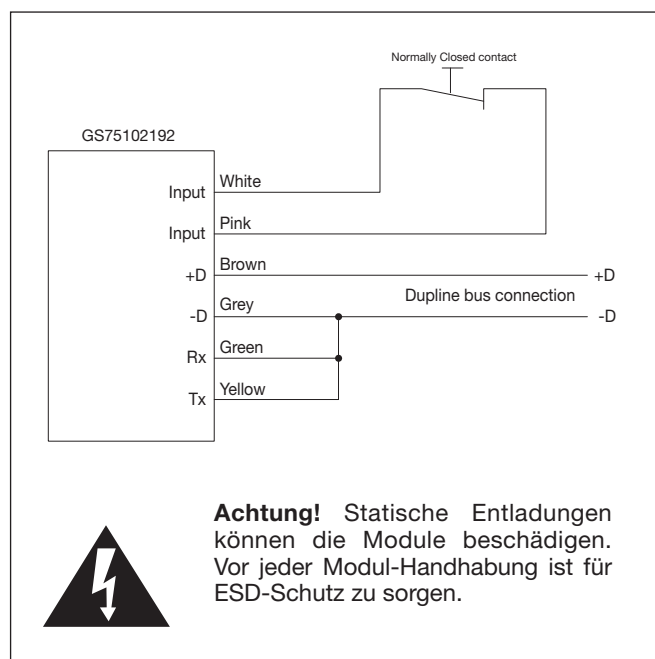 Normally Closed contact
GS75102192
Input White
Input Pink
+D Brown +D
Dupline bus connection
-D Grey -D
Rx Green
Tx Yellow
Achtung! Statische Entladungen
können die Module beschädigen.
Vor jeder Modul-Handhabung ist für
ESD-Schutz zu sorgen.